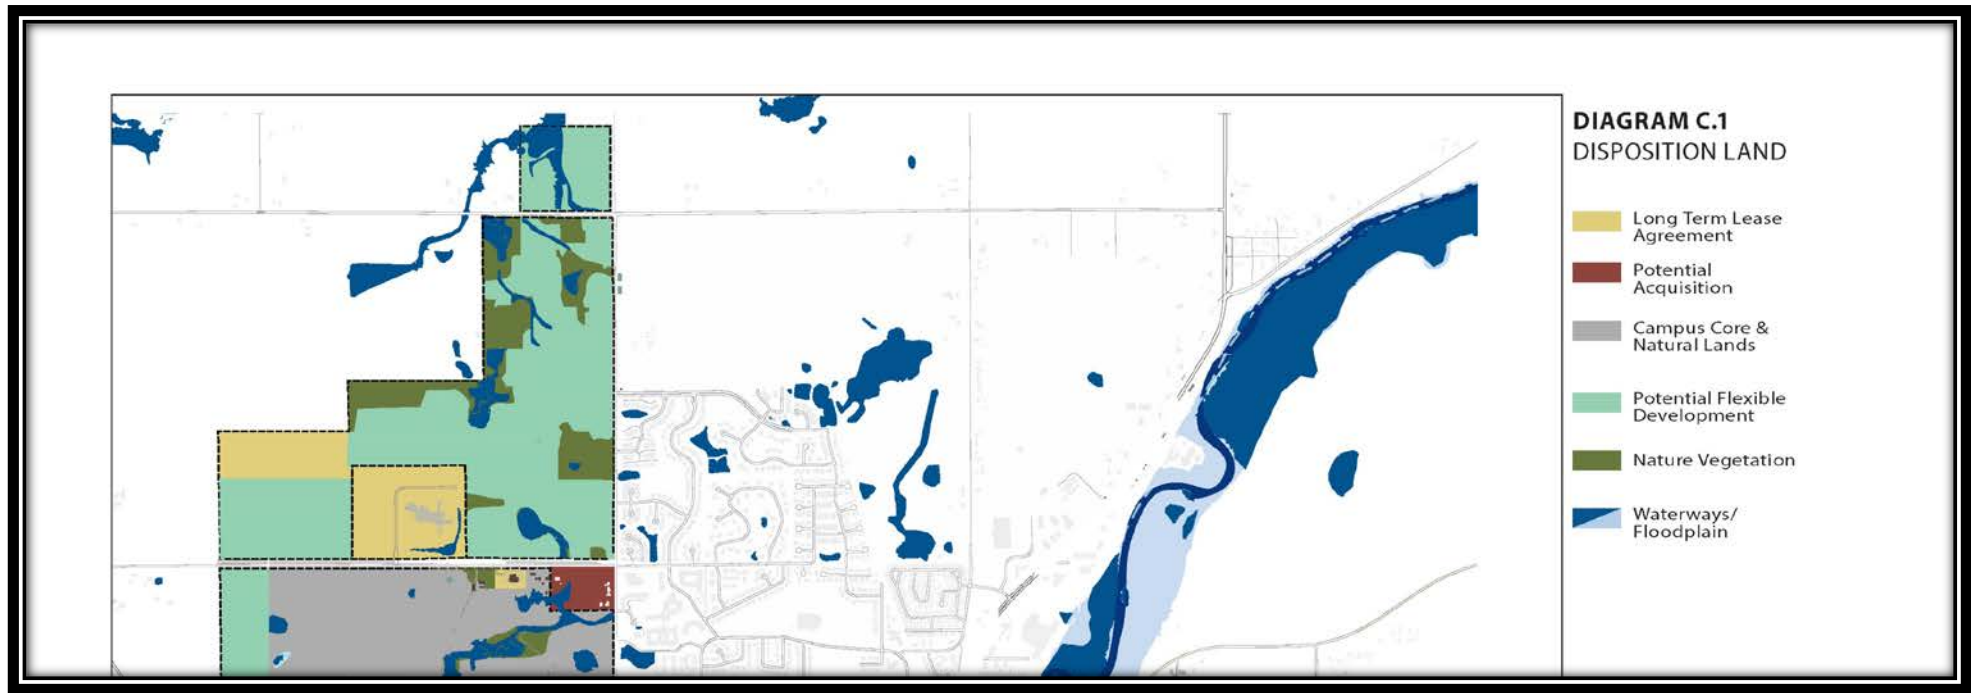 DIAGRAM C.1
DISPOSITION LAND
Long Term Lease
Agreement
Potential
Acquisition
Campus Core &
Natural Lands
Potential Flexible
Development
Nature Vegetation
Waterways/
Floodplain